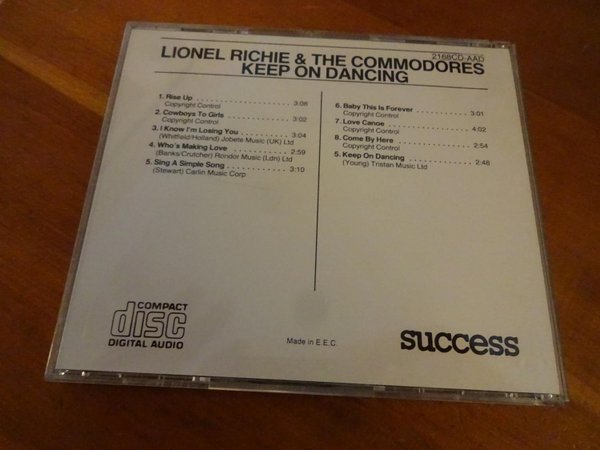 2168CD-AAD
LIONEL RICHIE & THE COMMODORES
KEEP ON DANCING
1. Rise Up . . . . . . . . . . . . . . . . . . 3:08
Copyright Control
2. Cowboys To Girls . . . . . . . . . . . . 3:02
Copyright Control
3. I Know I'm Losing You . . . . . . . . . 3:04
(Whitfield/Holland) Jobete Music (UK) Ltd
4. Who's Making Love . . . . . . . . . . 2:59
(Banks/Crutcher) Rondor Music (Ldn) Ltd
5. Sing A Simple Song . . . . . . . . . . 3:10
(Stewart) Carlin Music Corp
6. Baby This Is Forever . . . . . . . . . 3:01
Copyright Control
7. Love Canoe . . . . . . . . . . . . . . . 4:02
Copyright Control
8. Come By Here . . . . . . . . . . . . . 2:54
Copyright Control
5. Keep On Dancing . . . . . . . . . . . 2:48
(Young) Tristan Music Ltd
COMPACT
disc
DIGITAL AUDIO
Made in E.E.C.
success